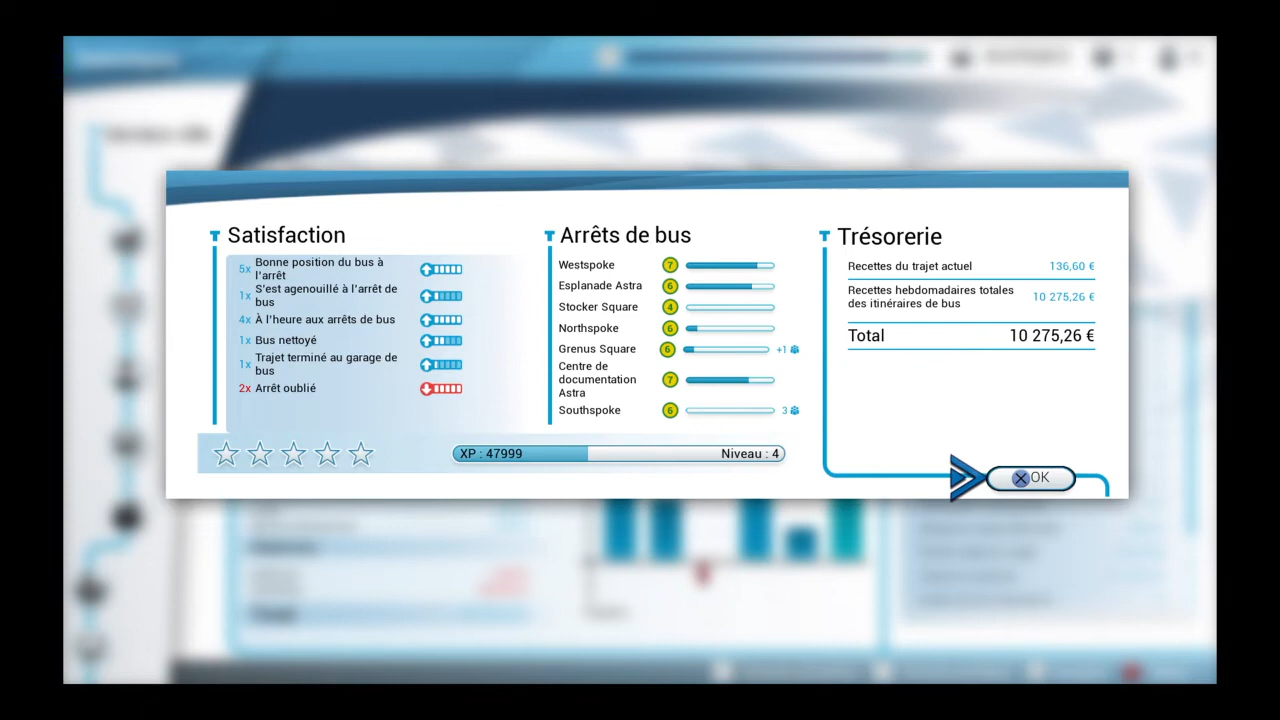 Satisfaction
5x Bonne position du bus à
l'arrêt
1x S'est agenouillé à l'arrêt de
bus
4x À l'heure aux arrêts de bus
1x Bus nettoyé
1x Trajet terminé au garage de
bus
2x Arrêt oublié
Arrêts de bus
Westspoke 7
Esplanade Astra 6
Stocker Square 4
Northspoke 6
Grenus Square 6 +1
Centre de
documentation 7
Astra
Southspoke 6 3
Trésorerie
Recettes du trajet actuel 136,60 €
Recettes hebdomadaires totales
des itinéraires de bus 10 275,26 €
Total 10 275,26 €
XP : 47999 Niveau : 4
OK